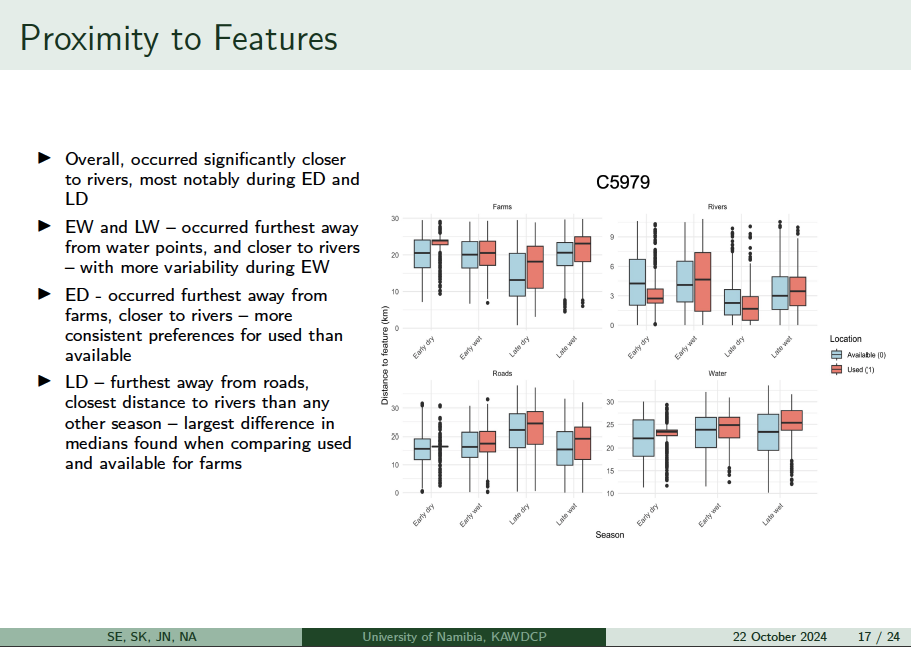 Proximity to Features
▶ Overall, occurred significantly closer
to rivers, most notably during ED and
LD
▶ EW and LW – occurred furthest away
from water points, and closer to rivers
– with more variability during EW
▶ ED - occurred furthest away from
farms, closer to rivers – more
consistent preferences for used than
available
▶ LD – furthest away from roads,
closest distance to rivers than any
other season – largest difference in
medians found when comparing used
and available for farms
C5979
Distance to feature (km)
Farms
30
20
10
0
Early dry
Early wet
Late dry
Late wet
Rivers
9
6
3
0
Early dry
Early wet
Late dry
Late wet
Roads
30
20
10
0
Early dry
Early wet
Late dry
Late wet
Water
30
25
20
15
10
Early dry
Early wet
Late wet
Season
Location
Available (0)
Used (1)
SE, SK, JN, NA
University of Namibia, KAWDCP
22 October 2024
17 / 24